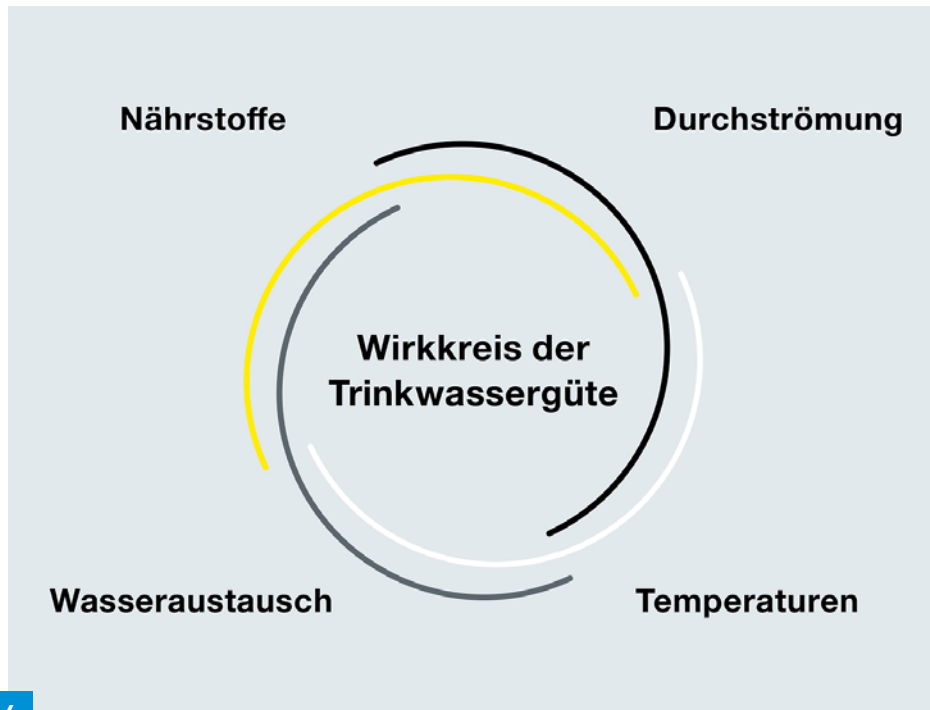 Nährstoffe
Durchströmung
Wirkkreis der
Trinkwassergüte
Wasseraustausch
Temperaturen